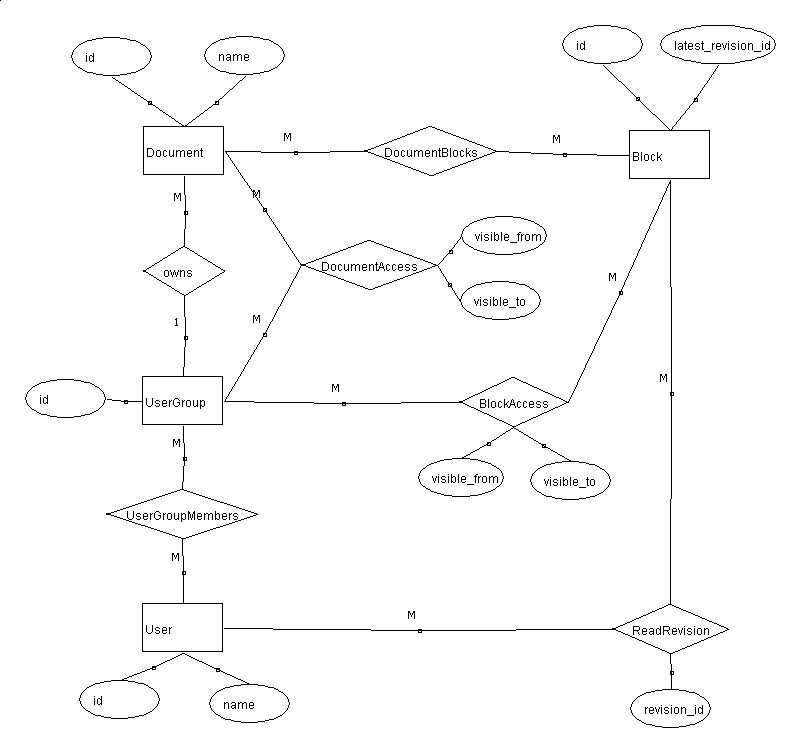 id
name
id
latest_revision_id
Document
M
DocumentBlocks
M
Block
M
M
owns
DocumentAccess
visible_from
visible_to
M
1
M
M
id
UserGroup
M
BlockAccess
M
M
visible_from
visible_to
UserGroupMembers
M
User
M
ReadRevision
id
name
revision_id